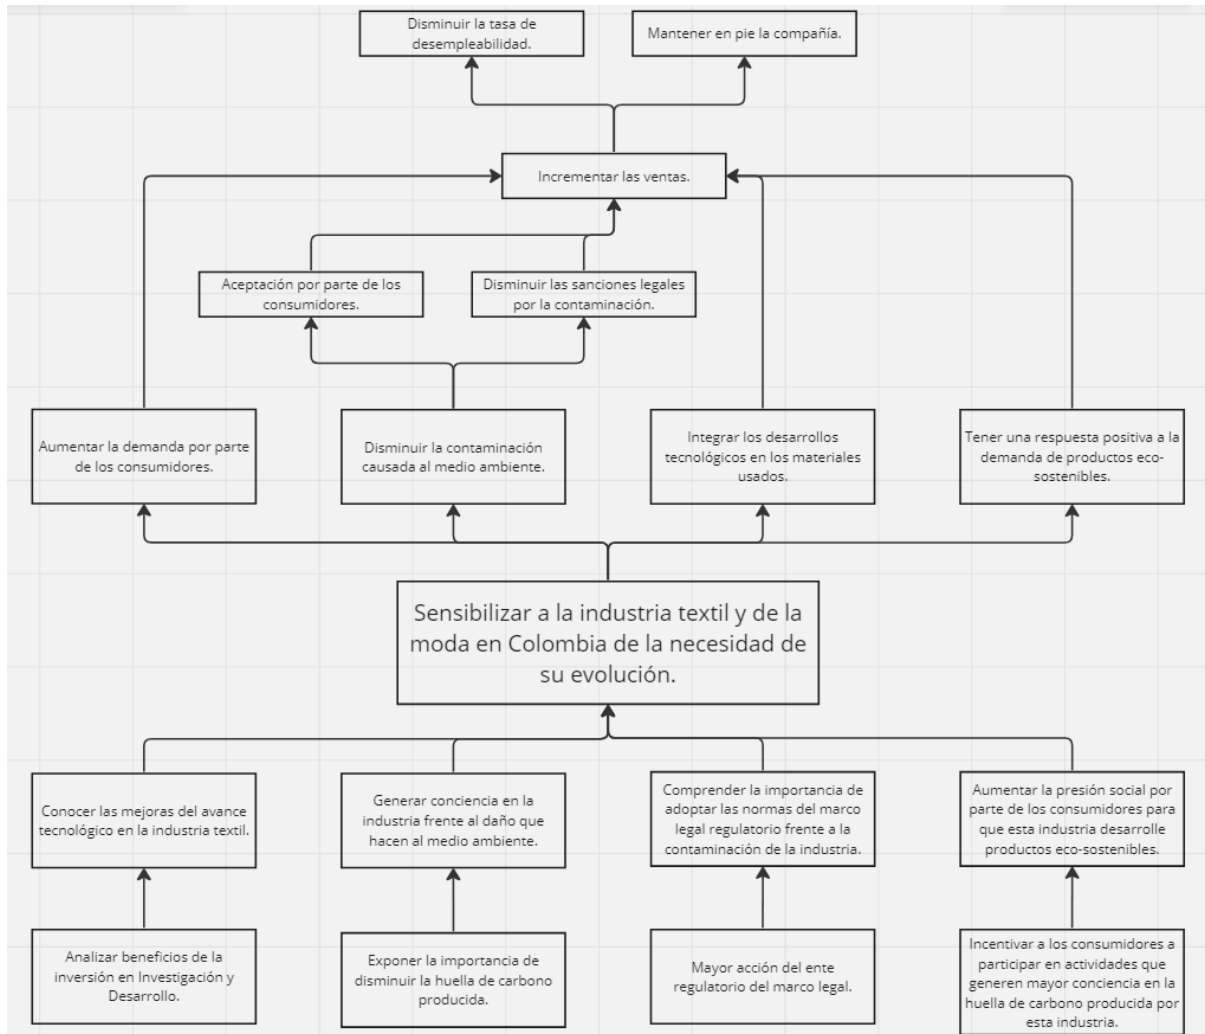 Disminuir la tasa de
desempleabilidad.
Mantener en pie la compañía.
Incrementar las ventas.
Aceptación por parte de los
consumidores.
Disminuir las sanciones legales
por la contaminación.
Aumentar la demanda por parte
de los consumidores.
Disminuir la contaminación
causada al medio ambiente.
Integrar los desarrollos
tecnológicos en los materiales
usados.
Tener una respuesta positiva a la
demanda de productos eco-
sostenibles.
Sensibilizar a la industria textil y de la
moda en Colombia de la necesidad de
su evolución.
Conocer las mejoras del avance
tecnológico en la industria textil.
Generar conciencia en la
industria frente al daño que
hacen al medio ambiente.
Comprender la importancia de
adoptar las normas del marco
legal regulatorio frente a la
contaminación de la industria.
Aumentar la presión social por
parte de los consumidores para
que esta industria desarrolle
productos eco-sostenibles.
Analizar beneficios de la
inversión en Investigación y
Desarrollo.
Exponer la importancia de
disminuir la huella de carbono
producida.
Mayor acción del ente
regulatorio del marco legal.
Incentivar a los consumidores a
participar en actividades que
generen mayor conciencia en la
huella de carbono producida por
esta industria.